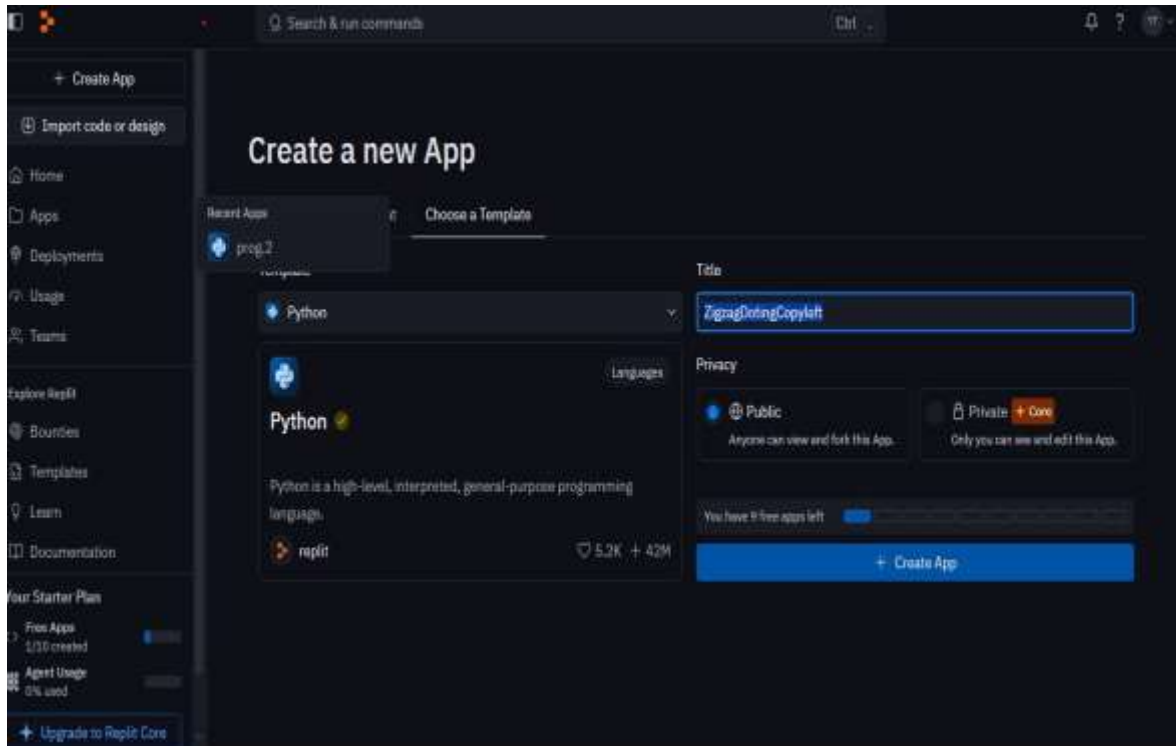 Search & run commands
Ctrl .
?
+ Create App
Import code or design
Home
Apps
Deployments
Usage
Teams
Explore Replit
Bounties
Templates
Learn
Documentation
Your Starter Plan
Free Apps
1/10 created
Agent Usage
0% used
Upgrade to Replit Core
Create a new App
Recent Apps
prog.2
Choose a Template
Template
Python
Languages
Python
Python is a high-level, interpreted, general-purpose programming
language.
replit
5.2K + 42M
Title
ZigzagDotingCopyleft
Privacy
Public
Anyone can view and fork this App.
Private + Core
Only you can see and edit this App.
You have 9 free apps left
+ Create App